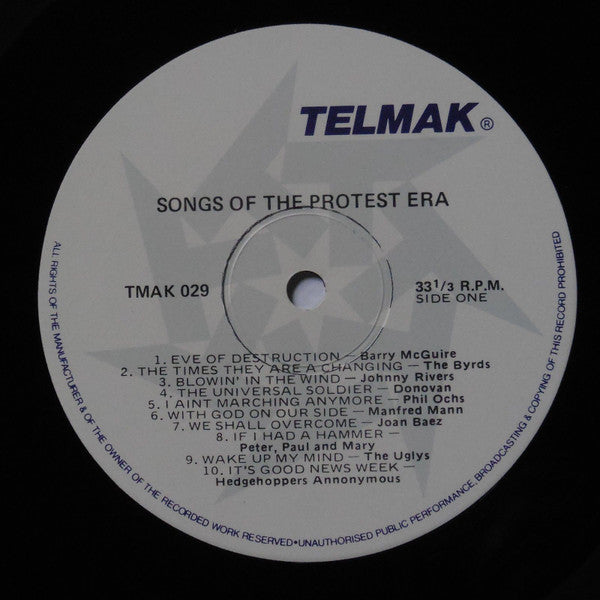 TELMAK ®
SONGS OF THE PROTEST ERA
TMAK 029
33 1/3 R.P.M.
SIDE ONE
1. EVE OF DESTRUCTION — Barry McGuire
2. THE TIMES THEY ARE A CHANGING — The Byrds
3. BLOWIN' IN THE WIND — Johnny Rivers
4. THE UNIVERSAL SOLDIER — Donovan
5. I AINT MARCHING ANYMORE — Phil Ochs
6. WITH GOD ON OUR SIDE — Manfred Mann
7. WE SHALL OVERCOME — Joan Baez
8. IF I HAD A HAMMER —
Peter, Paul and Mary
9. WAKE UP MY MIND — The Uglys
10. IT'S GOOD NEWS WEEK —
Hedgehoppers Annonymous
ALL RIGHTS OF THE MANUFACTURER & OF THE OWNER OF THE RECORDED WORK RESERVED•UNAUTHORISED PUBLIC PERFORMANCE, BROADCASTING & COPYING OF THIS RECORD PROHIBITED